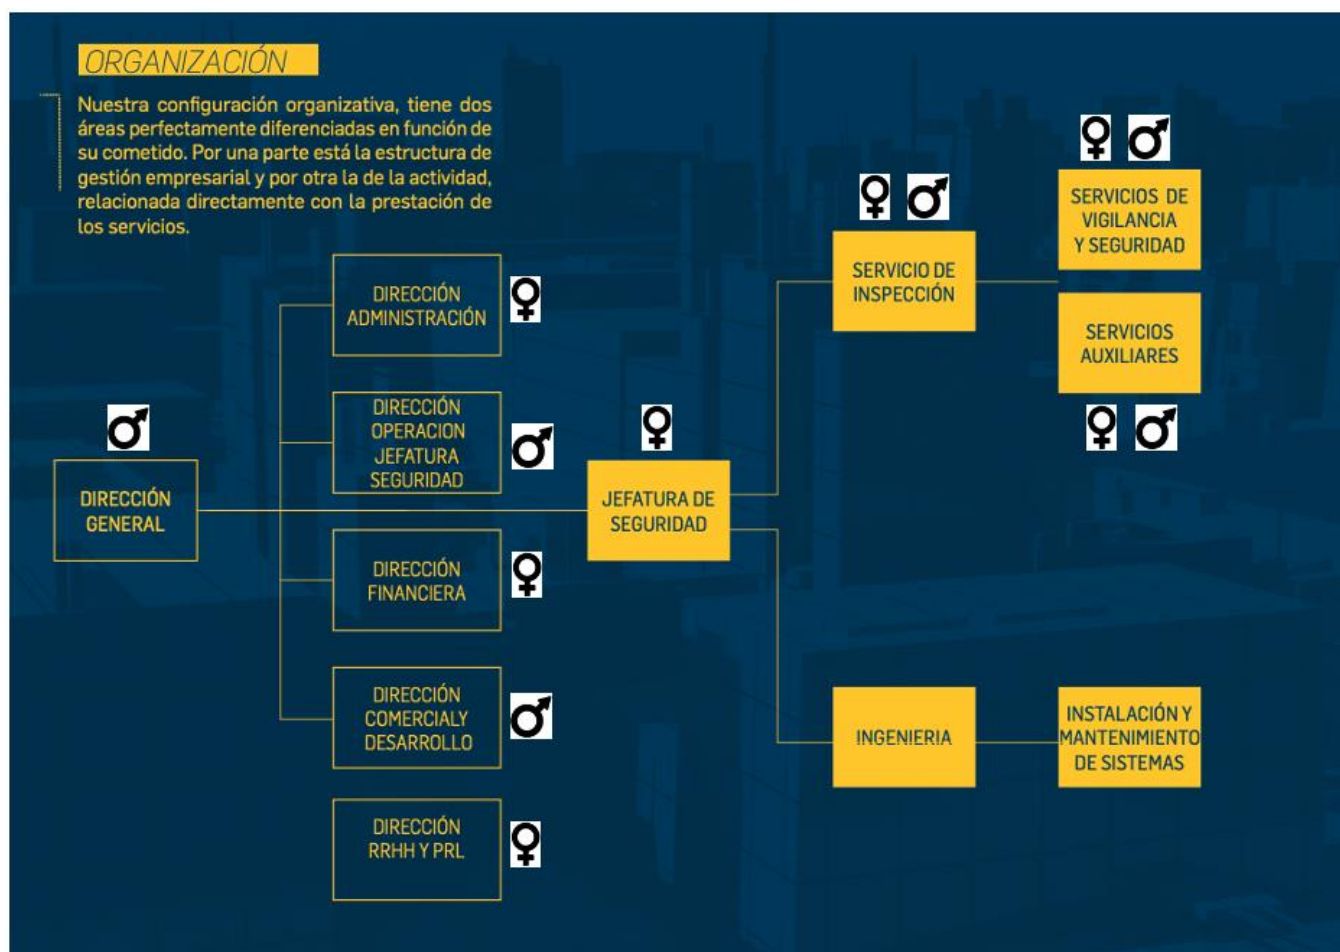 ORGANIZACIÓN
Nuestra configuración organizativa, tiene dos
áreas perfectamente diferenciadas en función de
su cometido. Por una parte está la estructura de
gestión empresarial y por otra la de la actividad,
relacionada directamente con la prestación de
los servicios.
DIRECCIÓN
ADMINISTRACIÓN
DIRECCIÓN
OPERACION
JEFATURA
SEGURIDAD
DIRECCIÓN
GENERAL
DIRECCIÓN
FINANCIERA
DIRECCIÓN
COMERCIALY
DESARROLLO
DIRECCIÓN
RRHH Y PRL
JEFATURA DE
SEGURIDAD
SERVICIO DE
INSPECCIÓN
SERVICIOS DE
VIGILANCIA
Y SEGURIDAD
SERVICIOS
AUXILIARES
INGENIERIA
INSTALACIÓN Y
MANTENIMIENTO
DE SISTEMAS